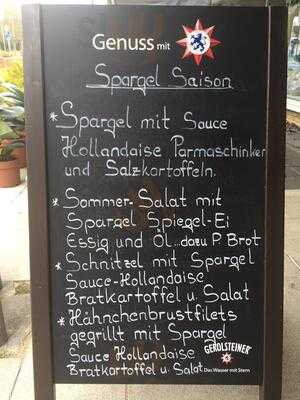 Genuss mit
Spargel Saison
* Spargel mit Sauce
Hollandaise Parmaschinken
und Salzkartoffeln.
* Sommer-Salat mit
Spargel Spiegel-Ei
Essig und Öl...dazu P. Brot
* Schnitzel mit Spargel
Sauce-Hollandaise
Bratkartoffel u. Salat
* Hähnchenbrustfilets
gegrillt mit Spargel
Sauce Hollandaise
Bratkartoffel u. Salat
GEROLSTEINER
Das Wasser mit Stern